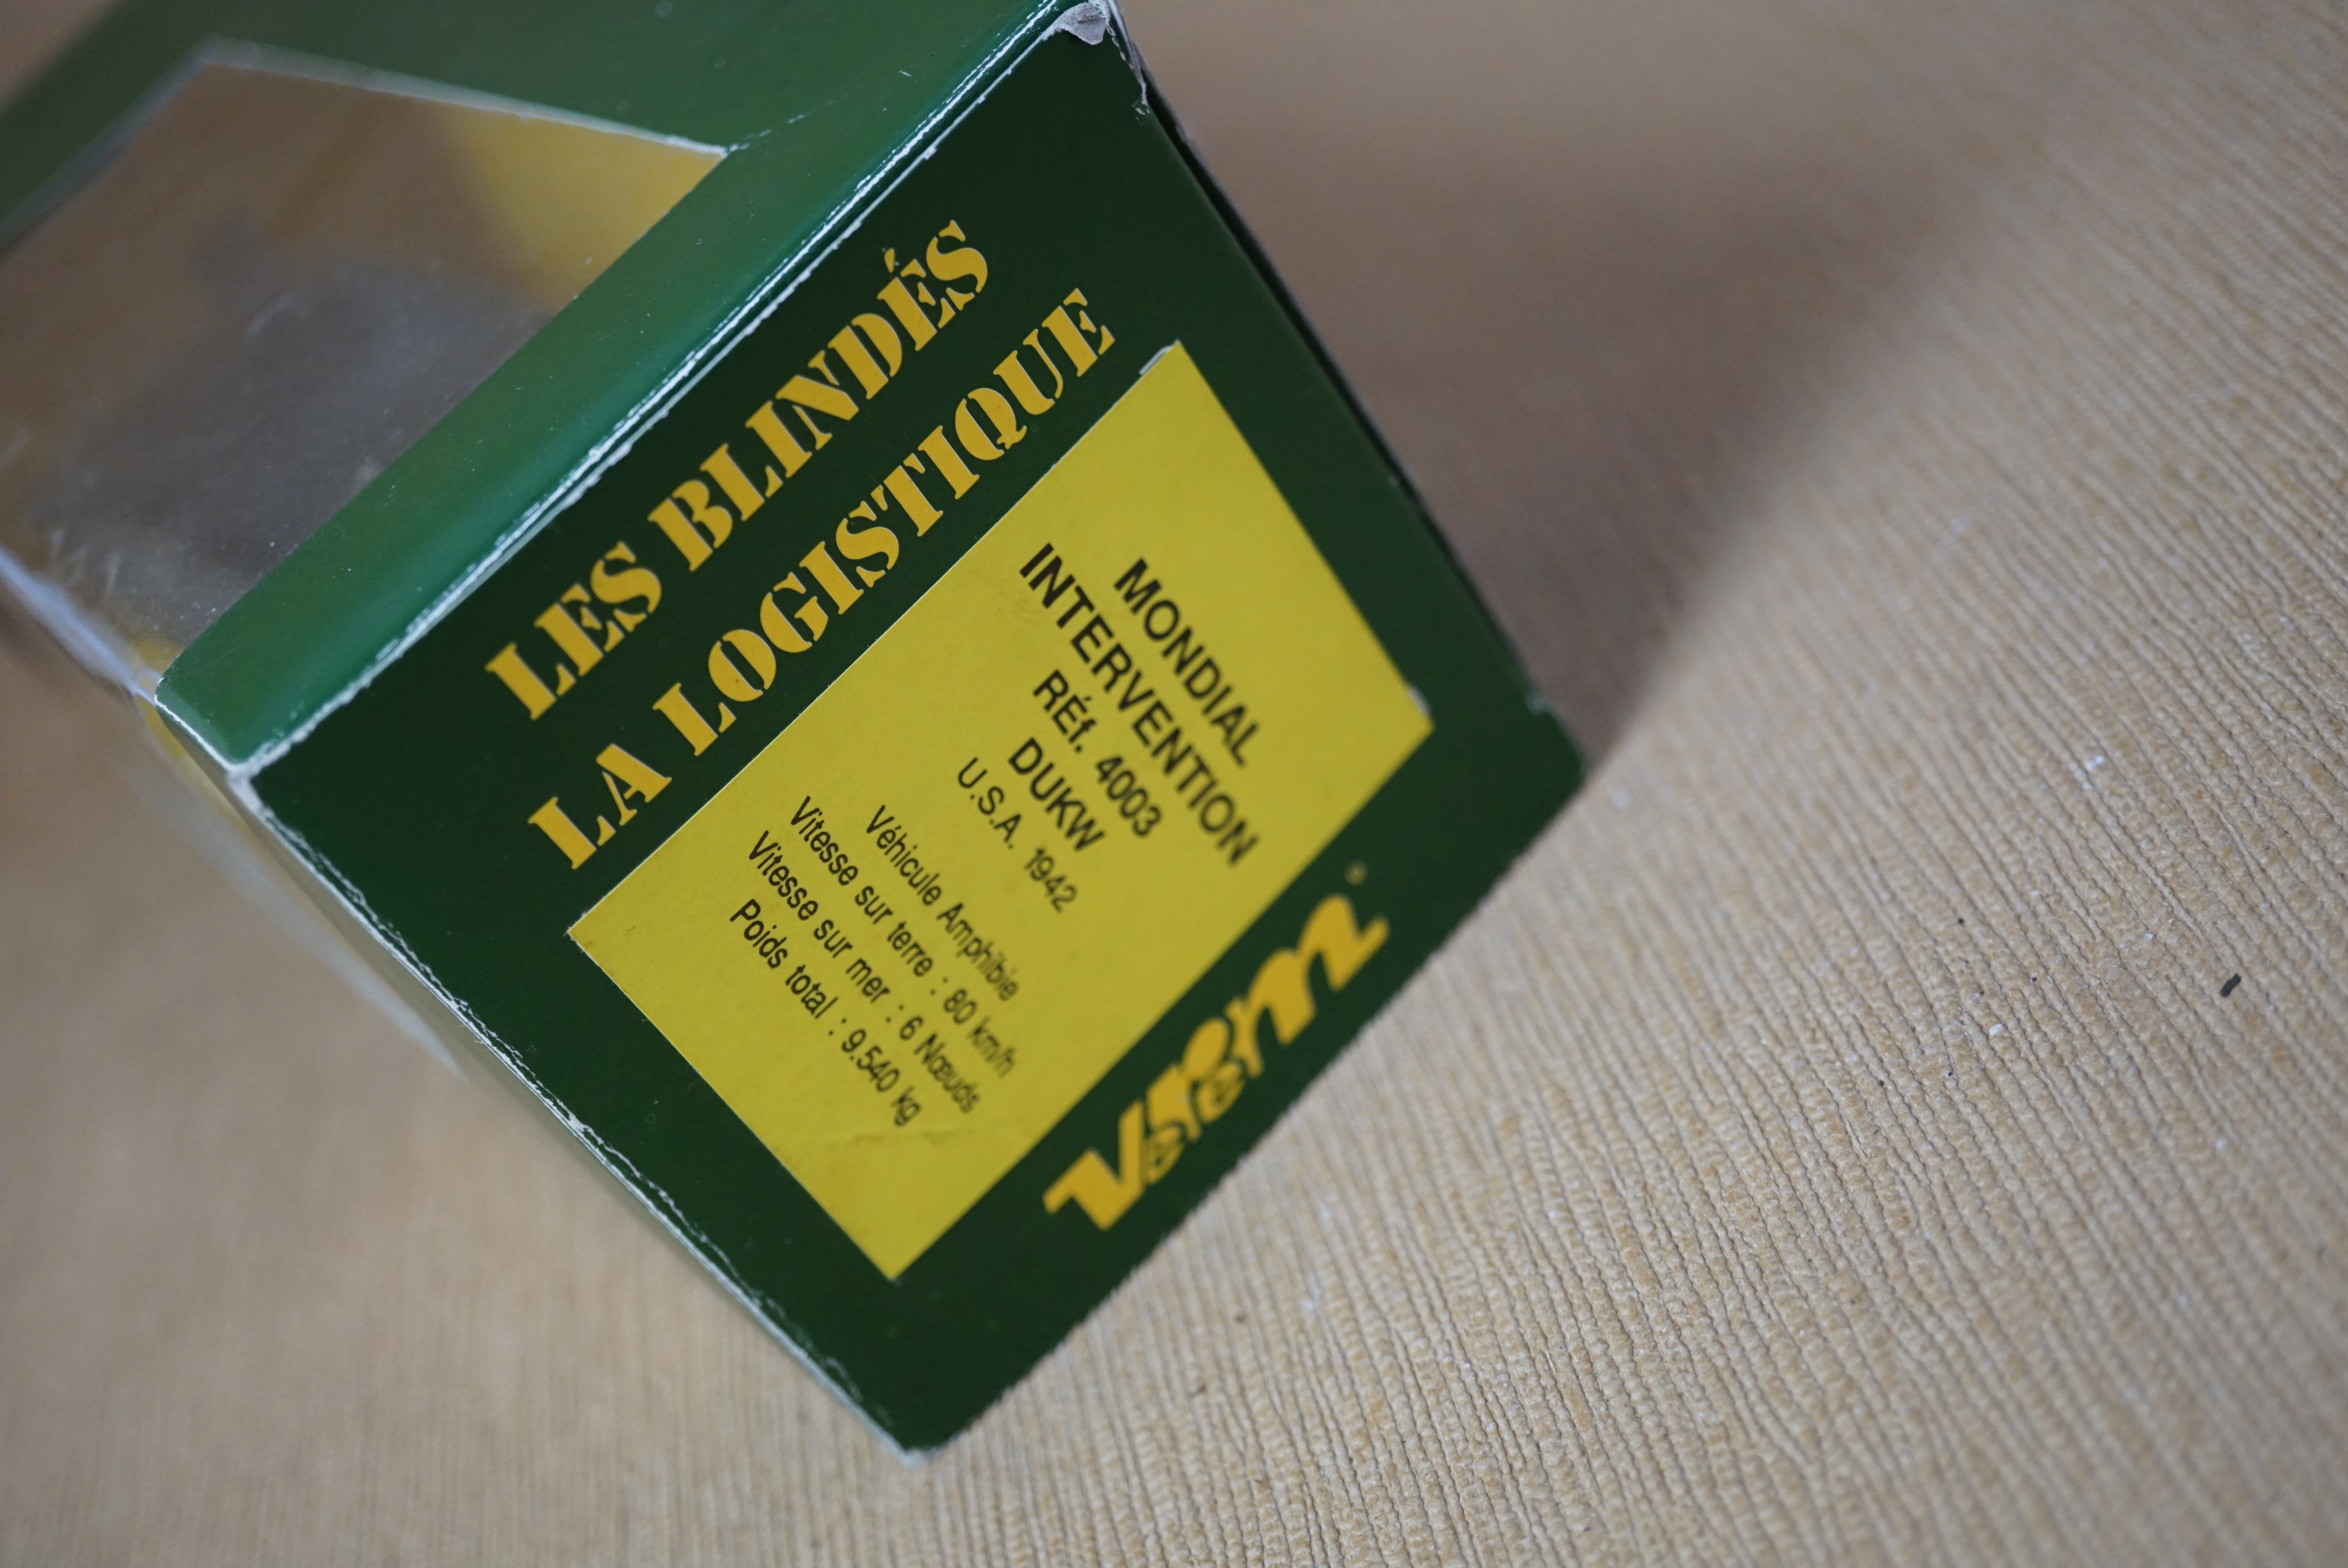 LES BLINDÉS
LA LOGISTIQUE
MONDIAL
INTERVENTION
RÉf. 4003
DUKW
U.S.A. 1942
Véhicule Amphibie
Vitesse sur terre : 80 km/h
Vitesse sur mer : 6 Nœuds
Poids total : 9.540 kg
Verem